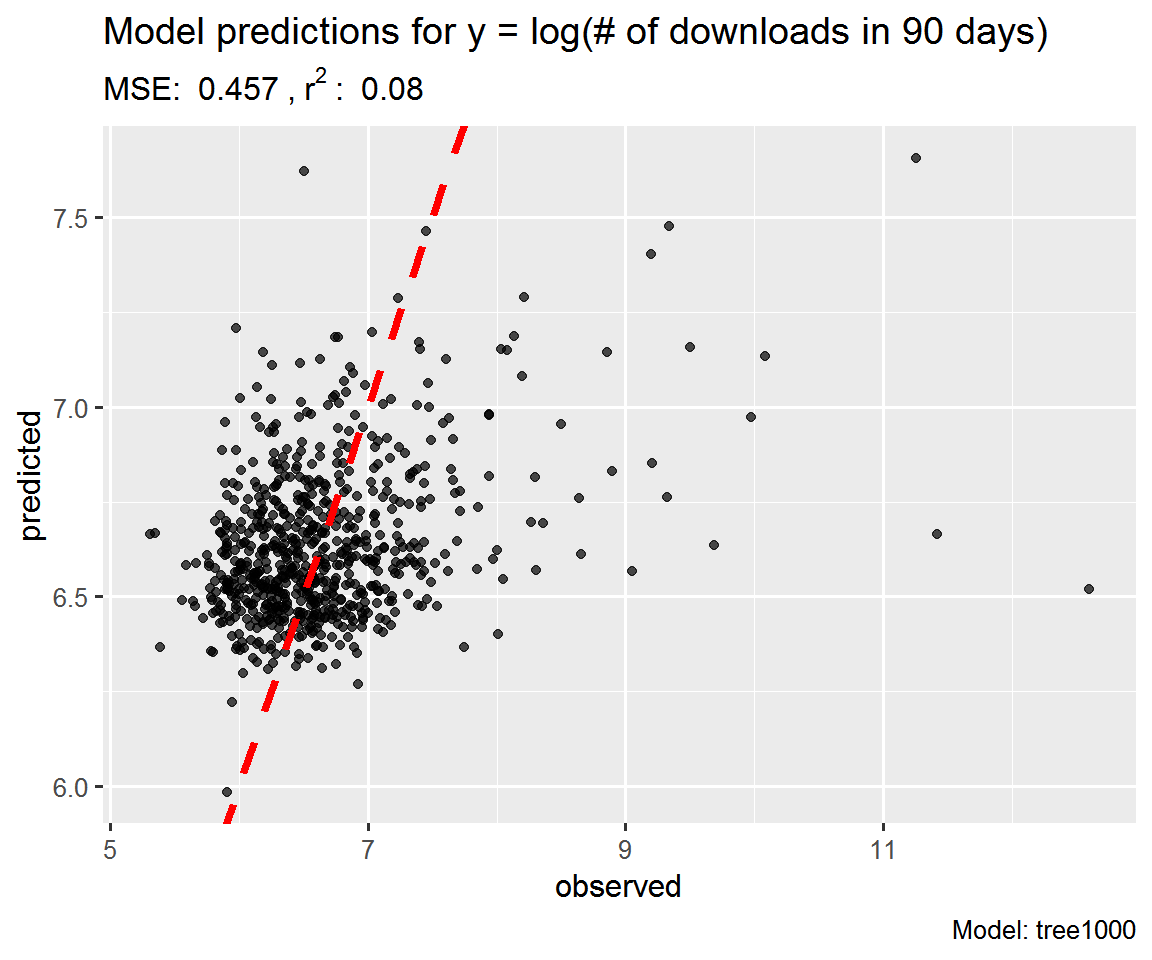 Model predictions for y = log(# of downloads in 90 days)
MSE: 0.457 , r² : 0.08
7.5
7.0
6.5
6.0
predicted
5 7 9 11
observed
Model: tree1000